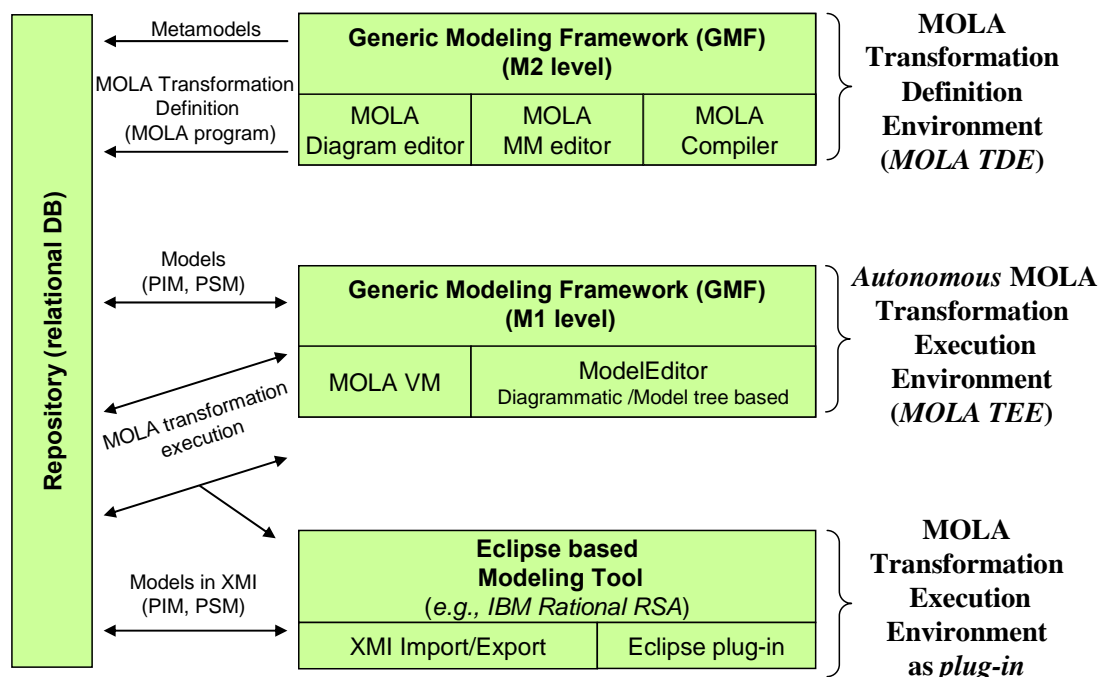 Repository (relational DB)
Metamodels
MOLA Transformation
Definition
(MOLA program)
Generic Modeling Framework (GMF)
(M2 level)
MOLA
Diagram editor
MOLA
MM editor
MOLA
Compiler
MOLA
Transformation
Definition
Environment
(MOLA TDE)
Models
(PIM, PSM)
Generic Modeling Framework (GMF)
(M1 level)
MOLA VM
ModelEditor
Diagrammatic /Model tree based
Autonomous MOLA
Transformation
Execution
Environment
(MOLA TEE)
MOLA transformation
execution
Models in XMI
(PIM, PSM)
Eclipse based
Modeling Tool
(e.g., IBM Rational RSA)
XMI Import/Export
Eclipse plug-in
MOLA
Transformation
Execution
Environment
as plug-in